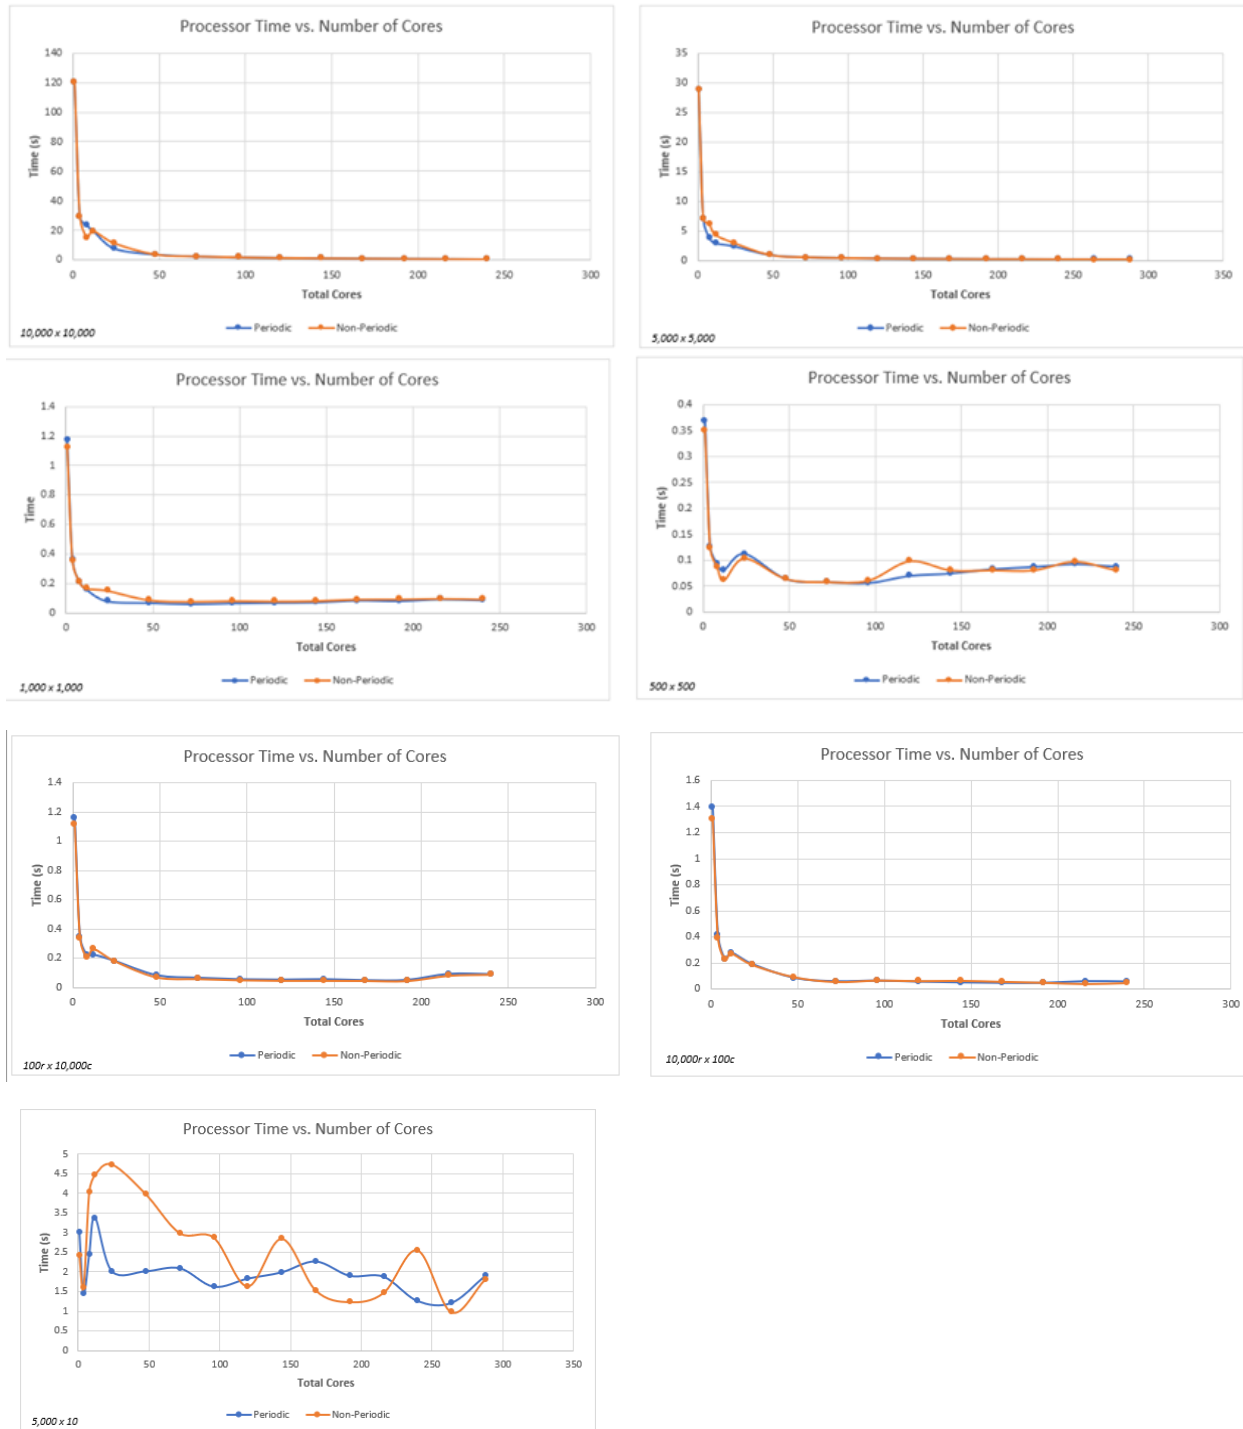 Processor Time vs. Number of Cores
140
120
100
80
60
40
20
0
Time (s)
0 50 100 150 200 250 300
Total Cores
Periodic Non-Periodic
10,000 x 10,000
Processor Time vs. Number of Cores
35
30
25
20
15
10
5
0
Time (s)
0 50 100 150 200 250 300 350
Total Cores
Periodic Non-Periodic
5,000 x 5,000
Processor Time vs. Number of Cores
1.4
1.2
1
0.8
0.6
0.4
0.2
0
Time
0 50 100 150 200 250 300
Total Cores
Periodic Non-Periodic
1,000 x 1,000
Processor Time vs. Number of Cores
0.4
0.35
0.3
0.25
0.2
0.15
0.1
0.05
0
Time (s)
0 50 100 150 200 250 300
Total Cores
Periodic Non-Periodic
500 x 500
Processor Time vs. Number of Cores
1.4
1.2
1
0.8
0.6
0.4
0.2
0
Time (s)
0 50 100 150 200 250 300
Total Cores
Periodic Non-Periodic
100r x 10,000c
Processor Time vs. Number of Cores
1.6
1.4
1.2
1
0.8
0.6
0.4
0.2
0
Time (s)
0 50 100 150 200 250 300
Total Cores
Periodic Non-Periodic
10,000r x 100c
Processor Time vs. Number of Cores
5
4.5
4
3.5
3
2.5
2
1.5
1
0.5
0
Time (s)
0 50 100 150 200 250 300 350
Total Cores
Periodic Non-Periodic
5,000 x 10